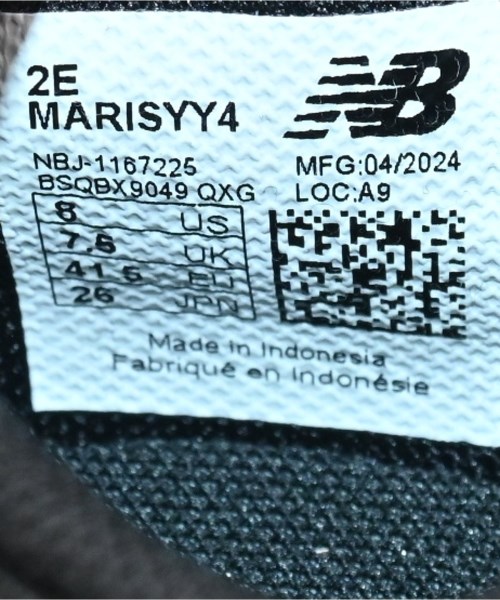 2E
MARISYY4
NB
NBJ-1167225
BSQBX9049 QXG
MFG:04/2024
LOC:A9
8 US
7.5 UK
41.5 EU
26 JPN
Made in Indonesia
Fabriqué en Indonésie